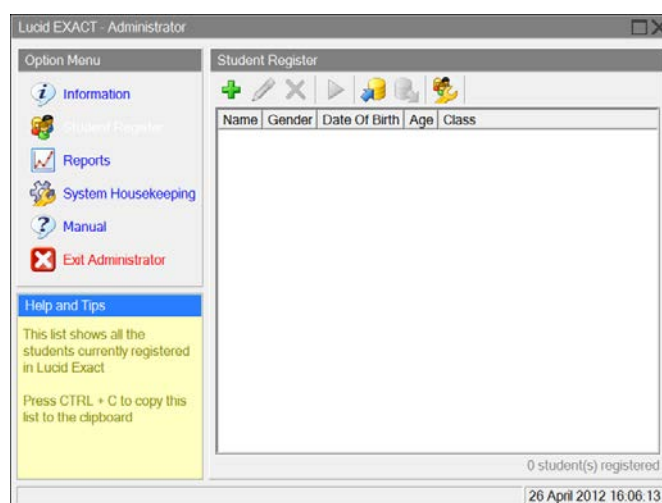 Lucid EXACT - Administrator
Option Menu
Information
Student Register
Reports
System Housekeeping
Manual
Exit Administrator
Help and Tips
This list shows all the
students currently registered
in Lucid Exact
Press CTRL + C to copy this
list to the clipboard
Student Register
Name Gender Date Of Birth Age Class
0 student(s) registered
26 April 2012 16:06:13